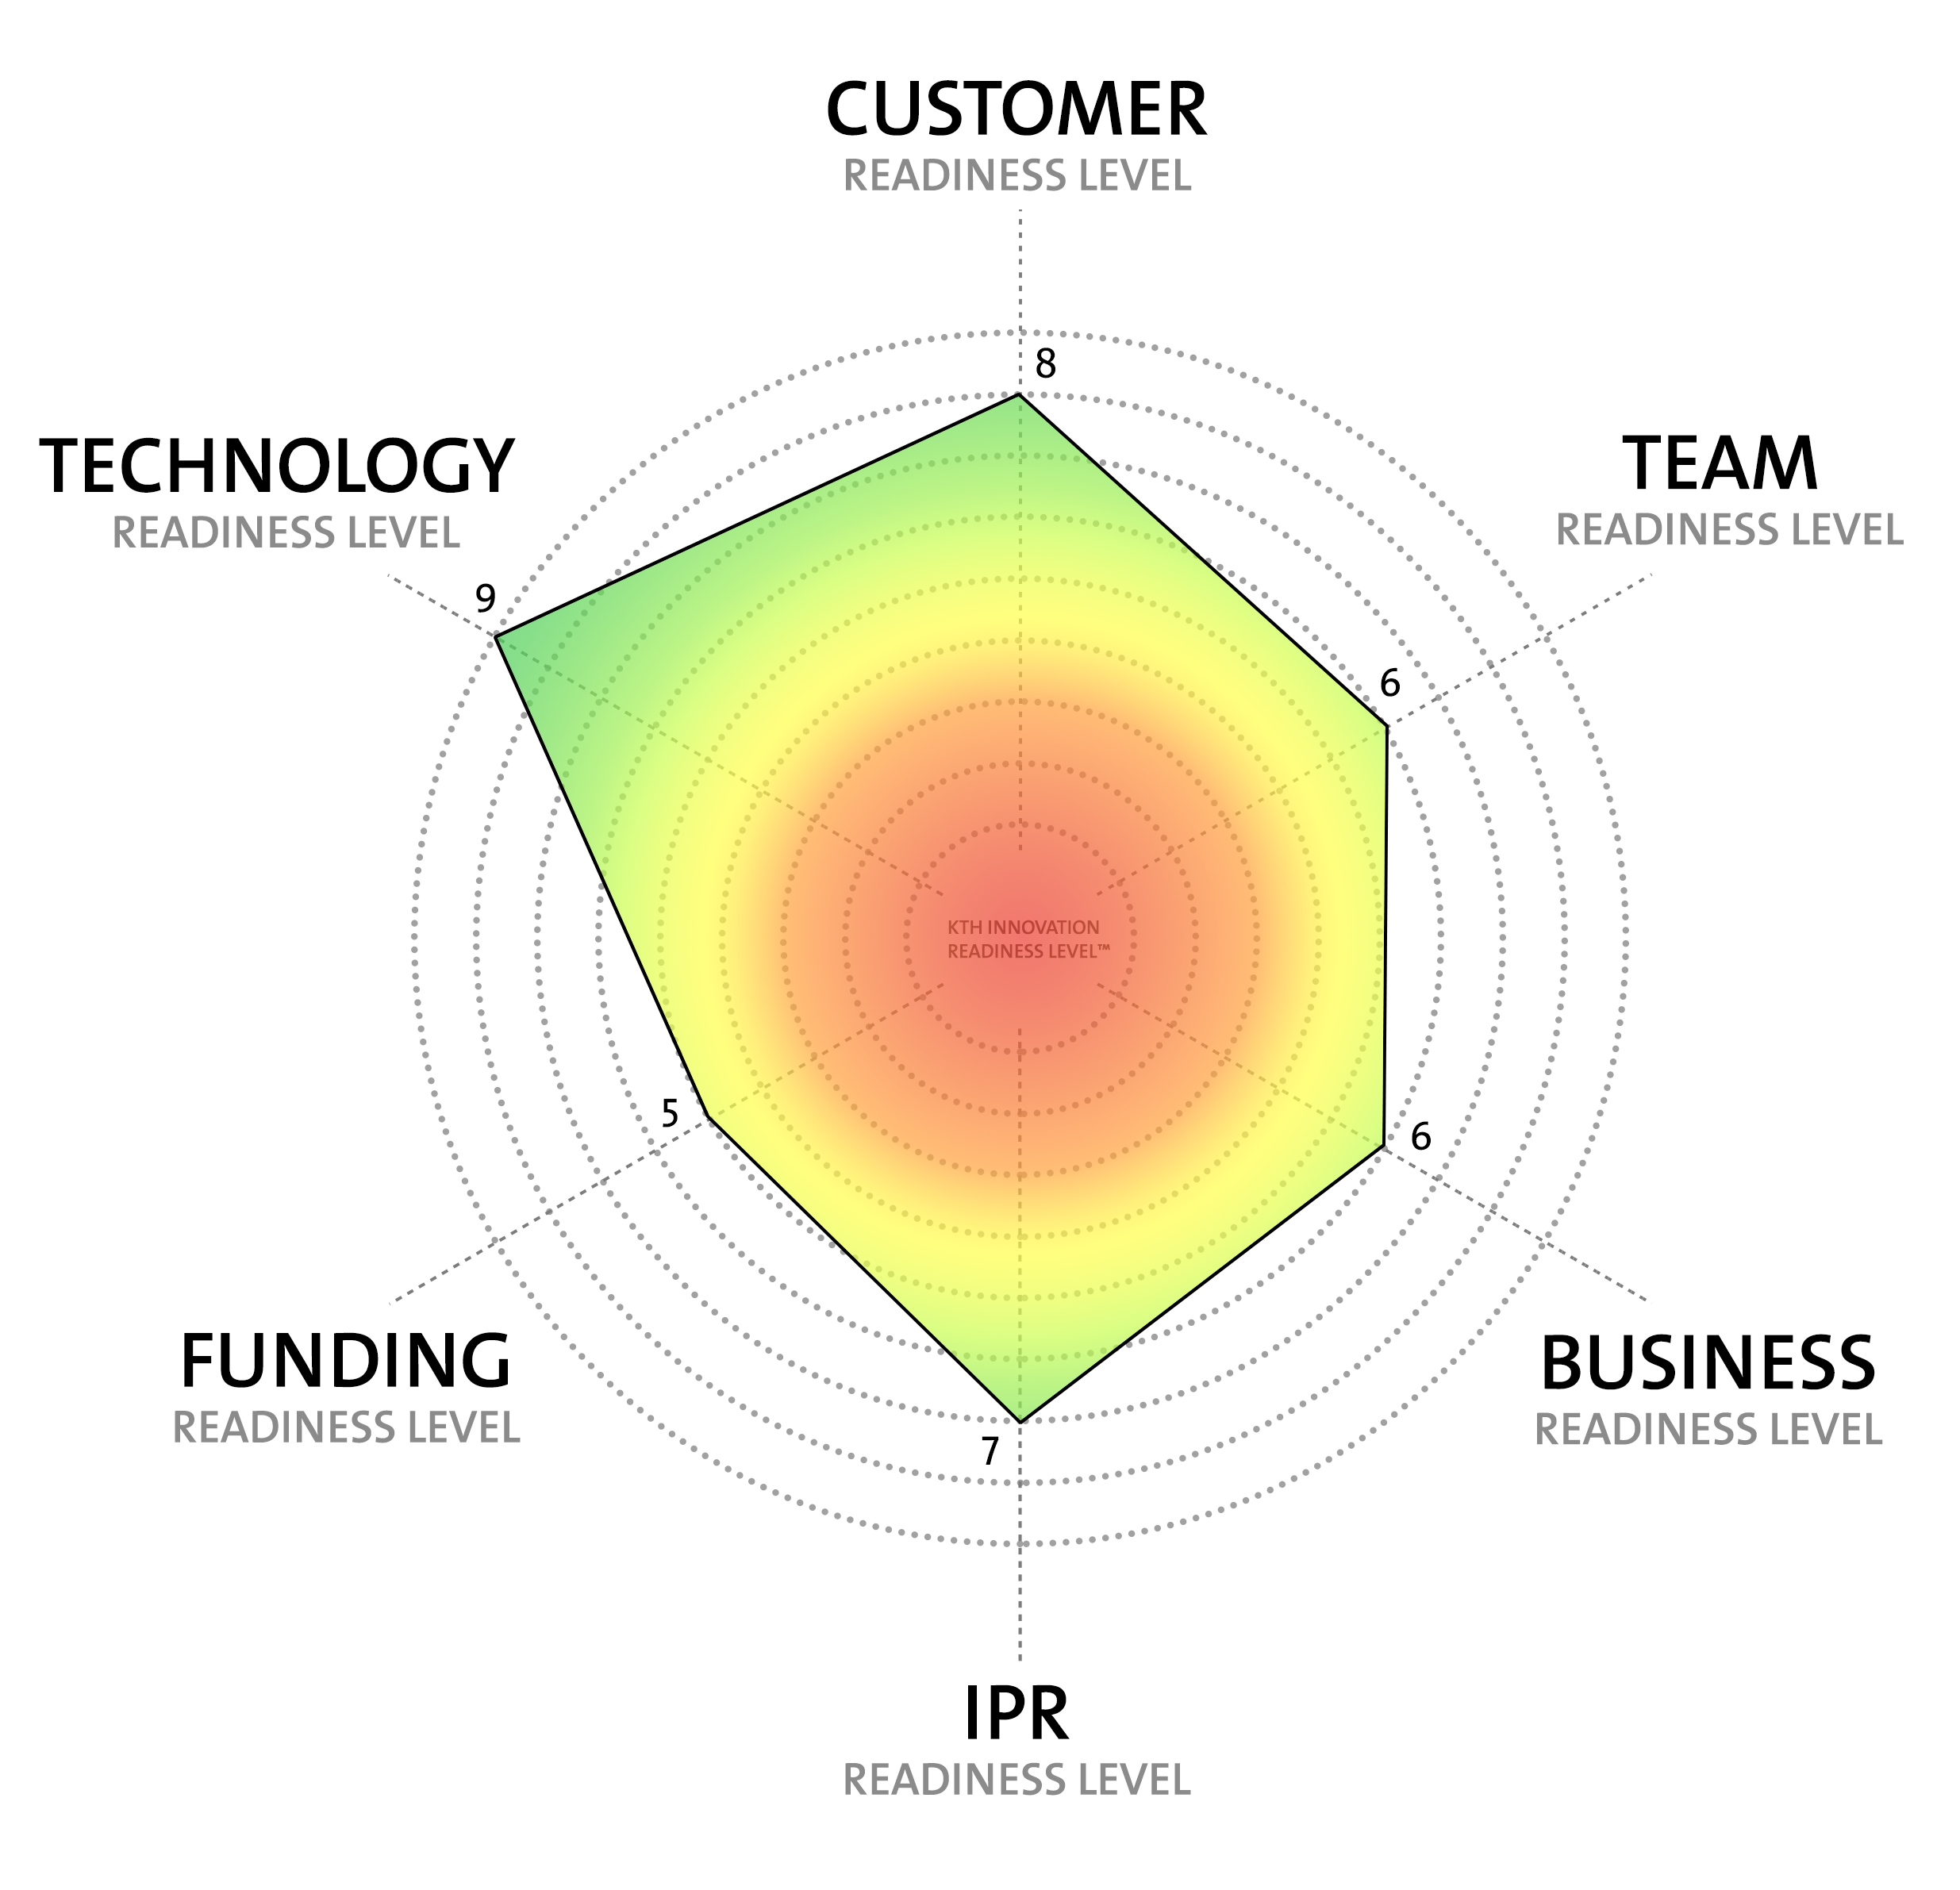 CUSTOMER
READINESS LEVEL
8
TECHNOLOGY
READINESS LEVEL
9
TEAM
READINESS LEVEL
6
KTH INNOVATION
READINESS LEVEL™
5
6
FUNDING
READINESS LEVEL
BUSINESS
READINESS LEVEL
7
IPR
READINESS LEVEL